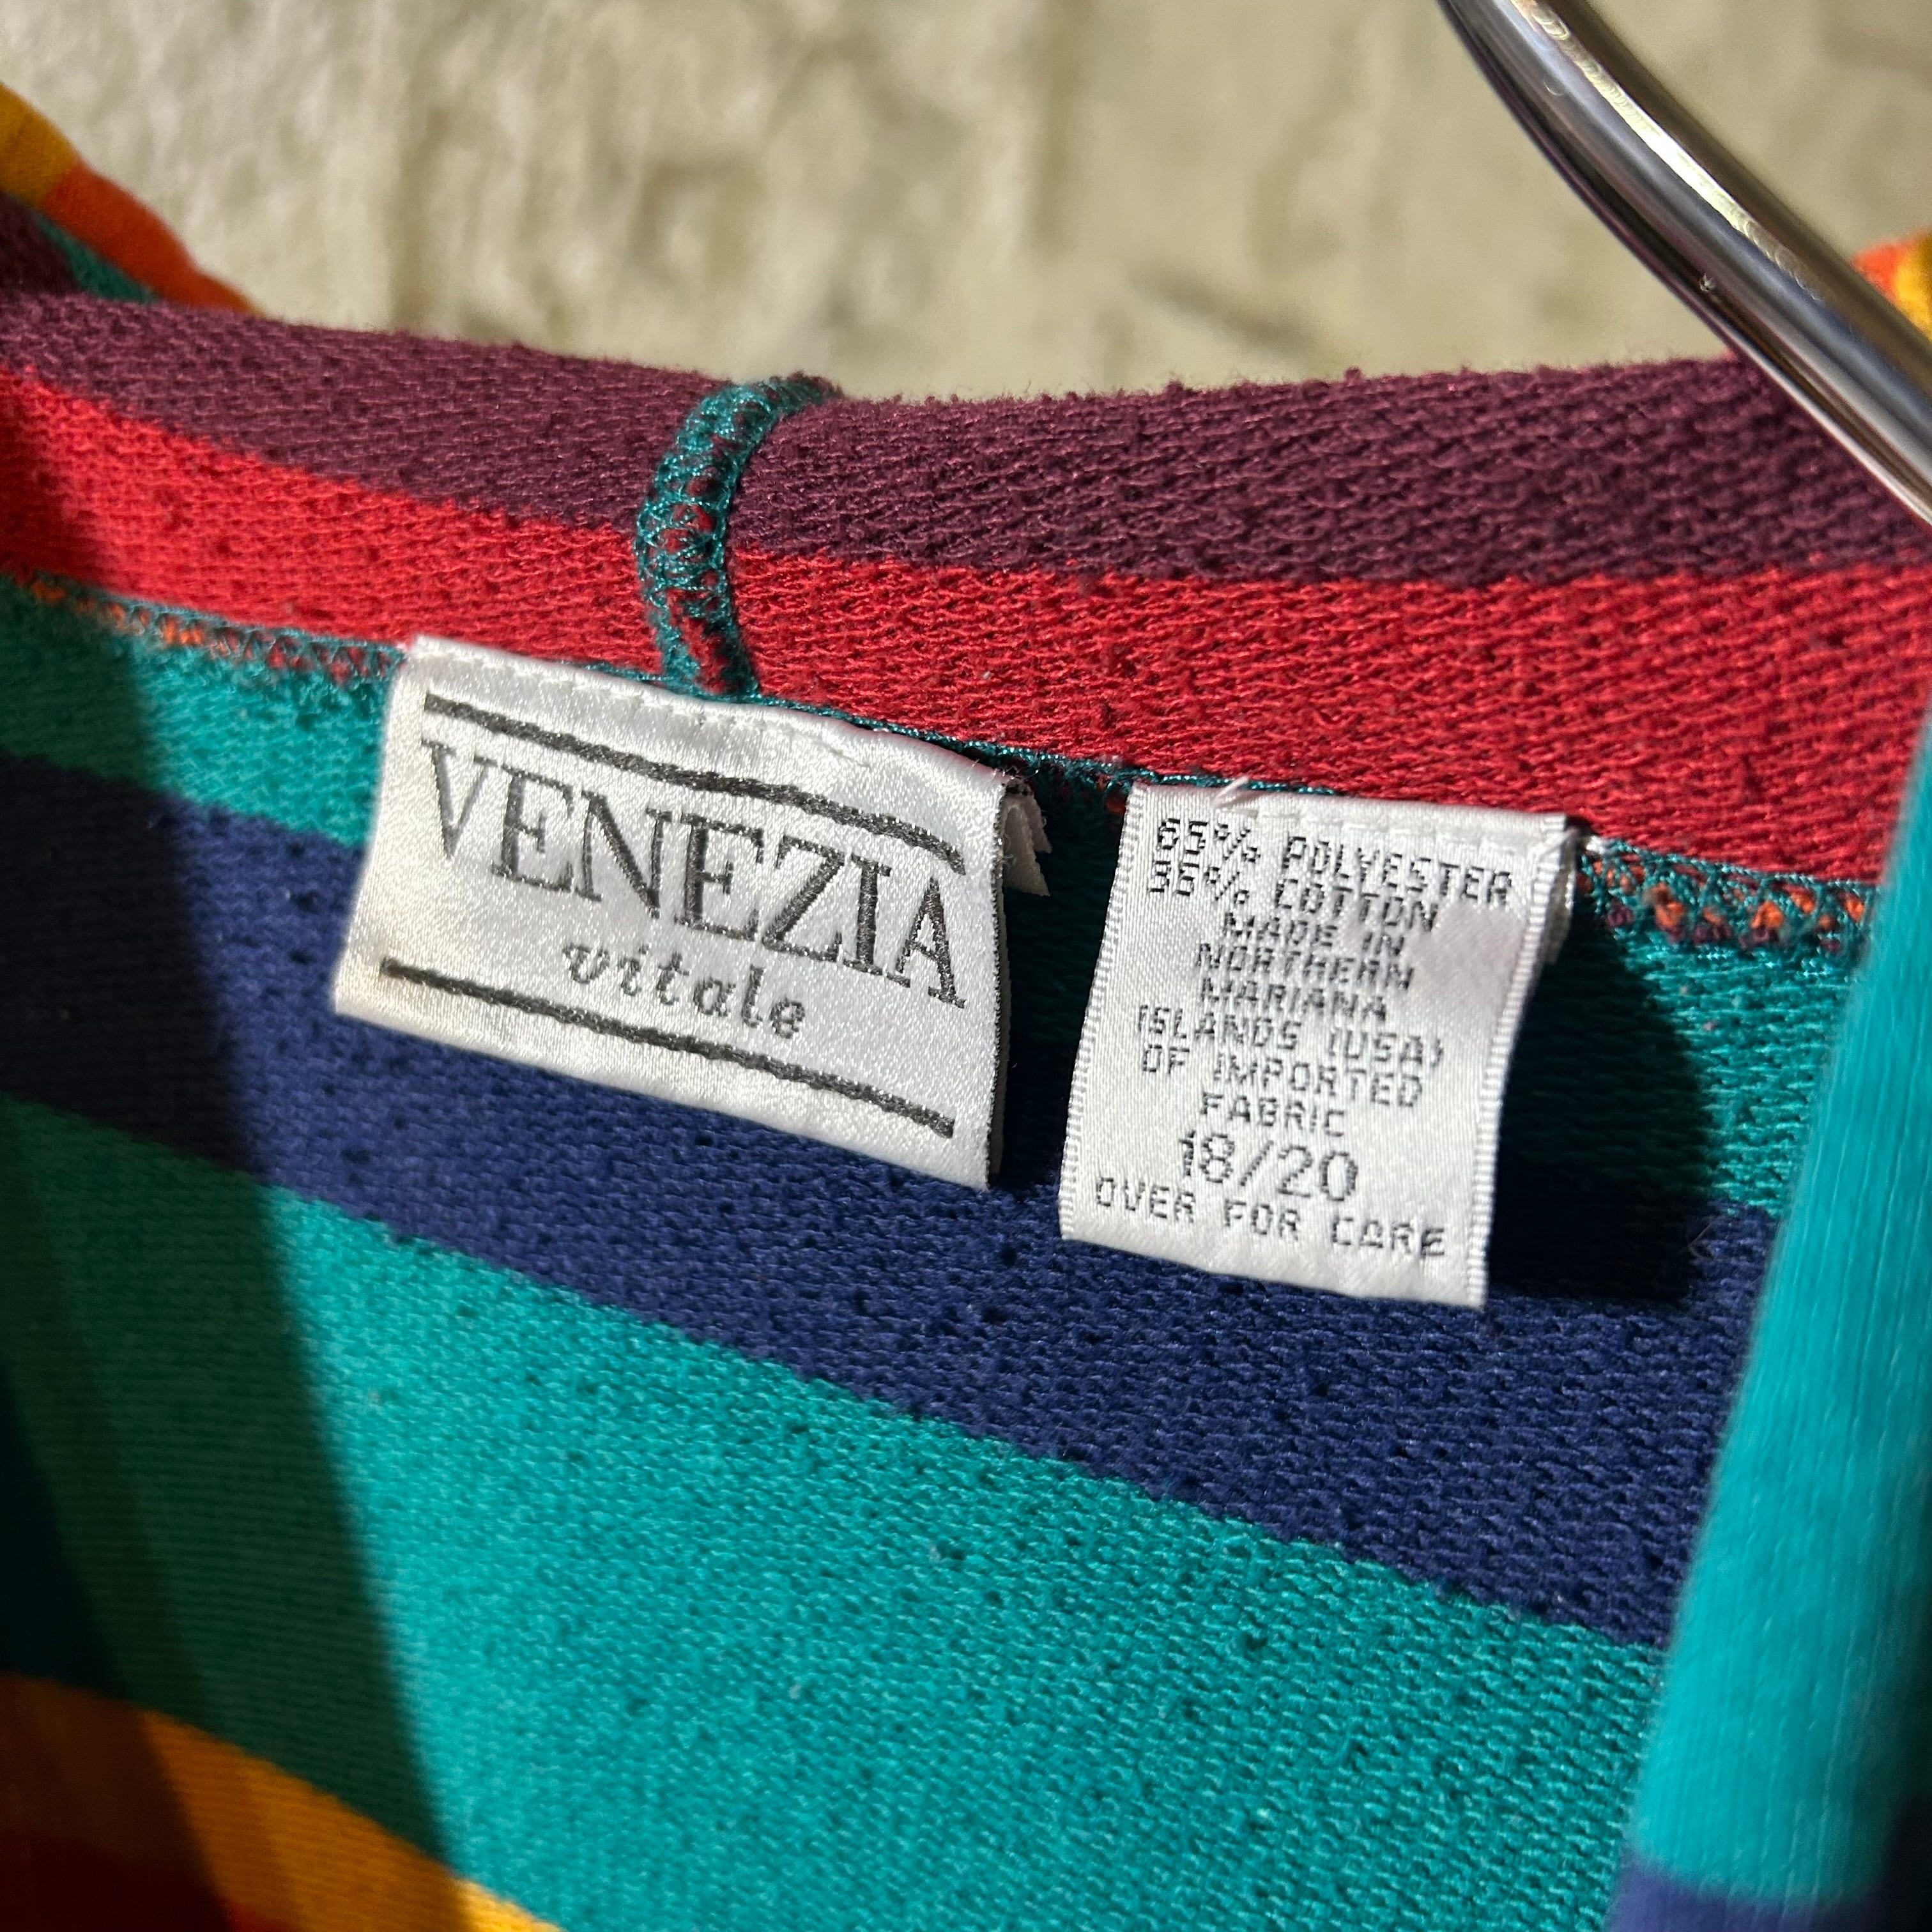 VENEZIA
vitale
65% POLYESTER
35% COTTON
MADE IN
NORTHERN
MARIANA
ISLANDS (USA)
OF IMPORTED
FABRIC
18/20
OVER FOR CARE